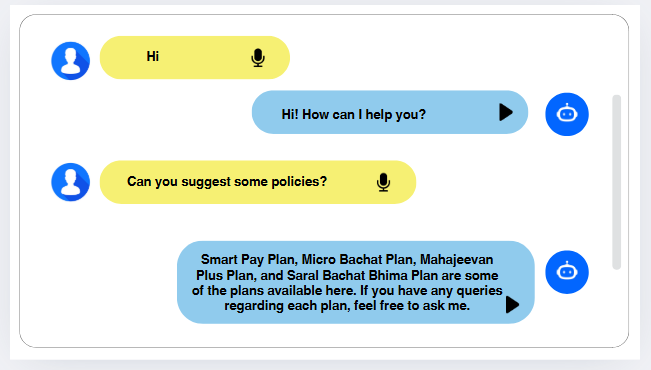 Hi
Hi! How can I help you?
Can you suggest some policies?
Smart Pay Plan, Micro Bachat Plan, Mahajeevan
Plus Plan, and Saral Bachat Bhima Plan are some
of the plans available here. If you have any queries
regarding each plan, feel free to ask me.